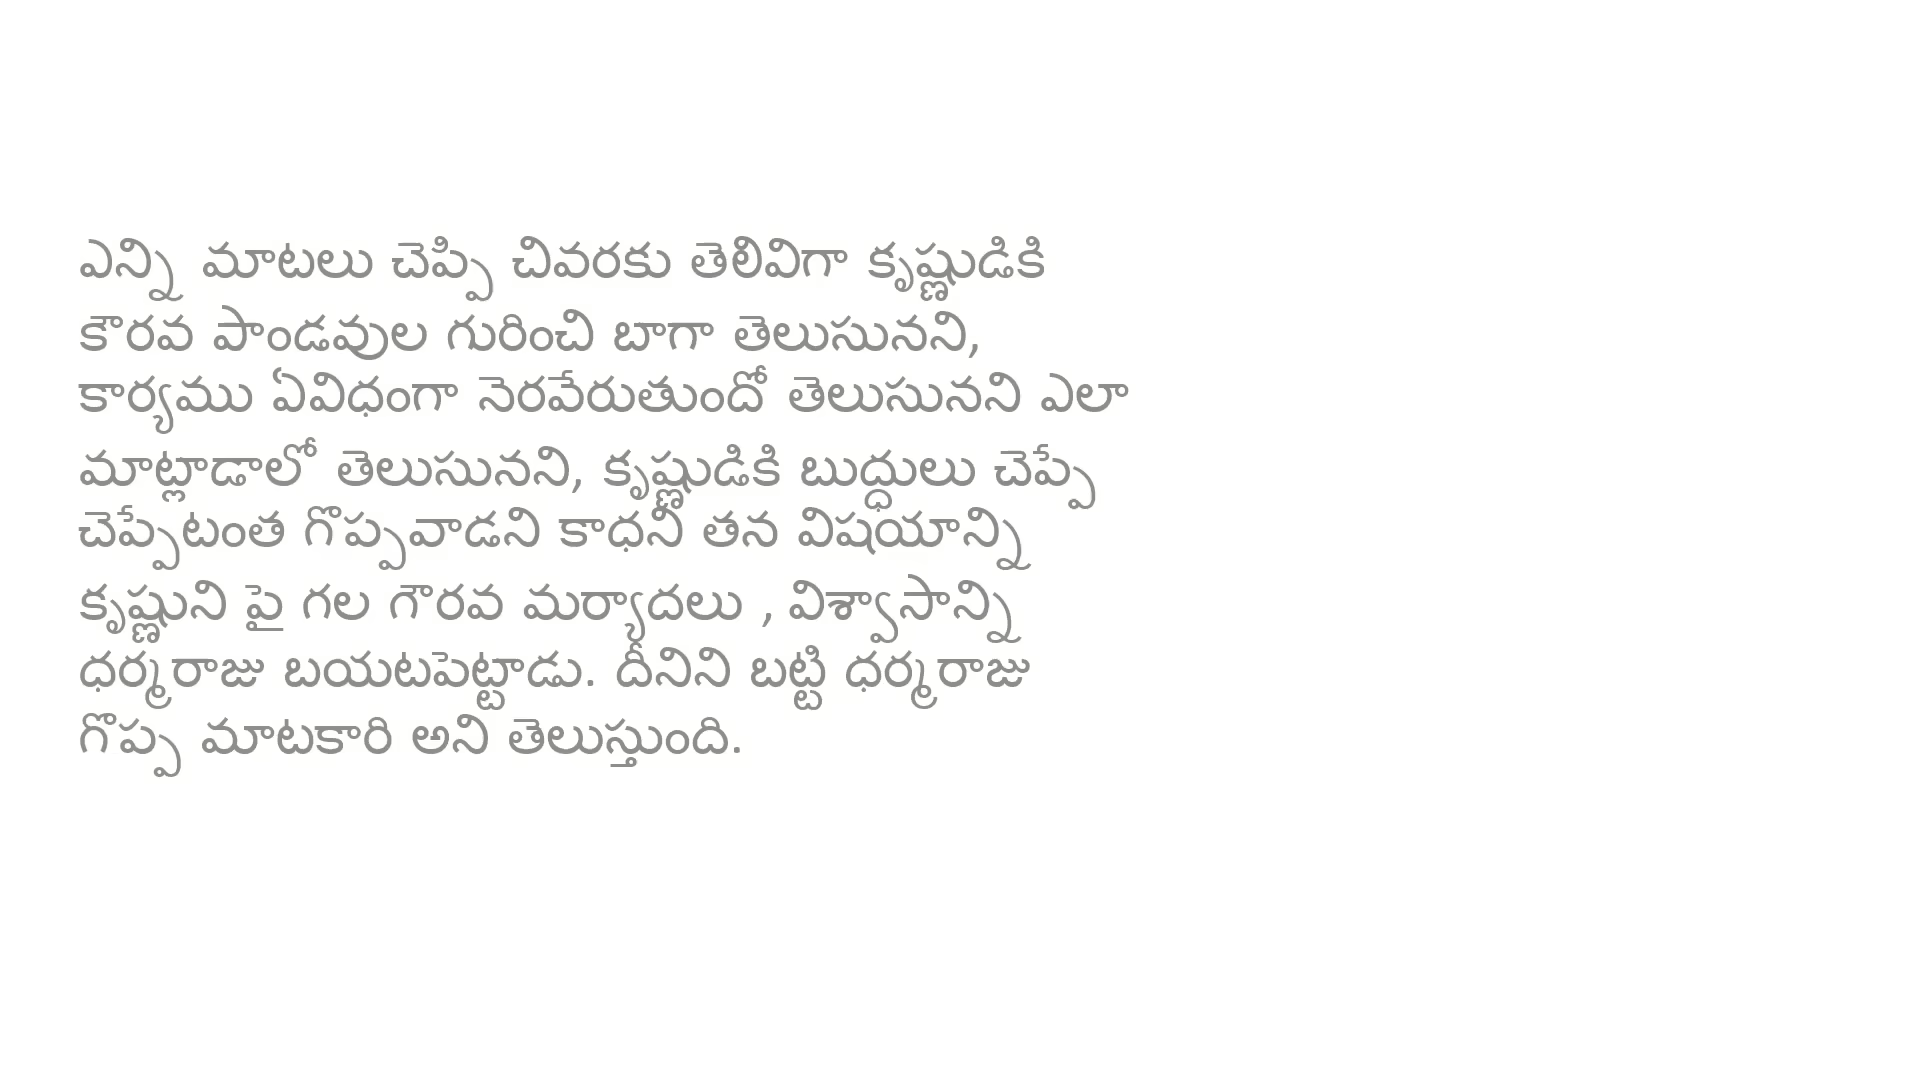 ఎన్ని మాటలు చెప్పి చివరకు తెలివిగా కృష్ణుడికి
కౌరవ పాండవుల గురించి బాగా తెలుసునని,
కార్యము ఏవిధంగా నెరవేరుతుందో తెలుసునని ఎలా
మాట్లాడాలో తెలుసునని, కృష్ణుడికి బుద్ధులు చెప్పే
చెప్పేటంత గొప్పవాడని కాధని తన విషయాన్ని
కృష్ణుని పై గల గౌరవ మర్యాదలు , విశ్వాసాన్ని
ధర్మరాజు బయటపెట్టాడు. దీనిని బట్టి ధర్మరాజు
గొప్ప మాటకారి అని తెలుస్తుంది.